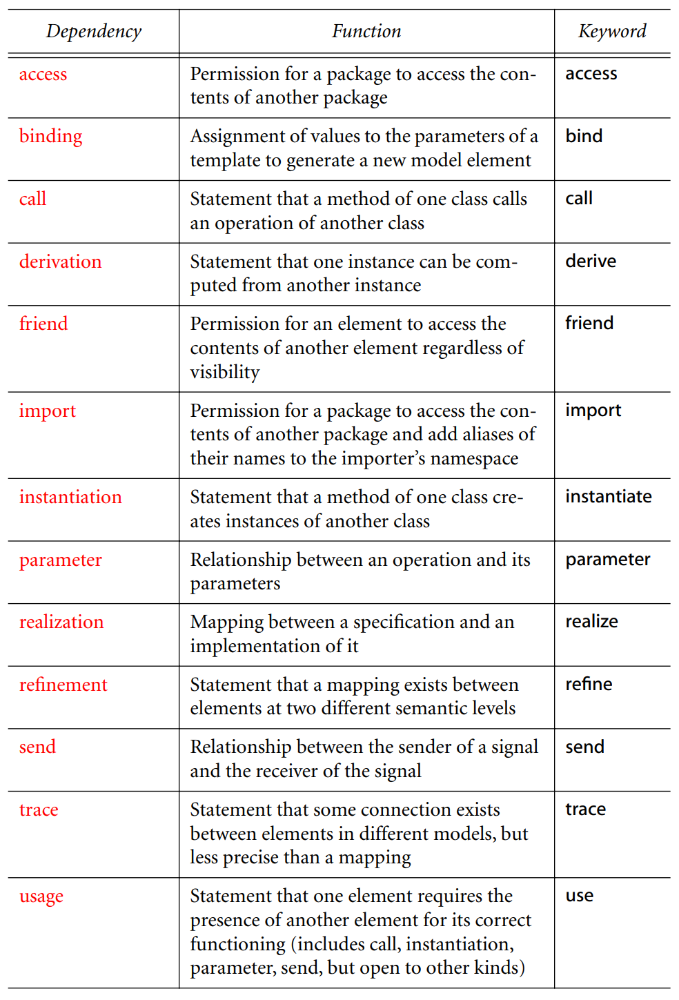 Dependency Function Keyword
access Permission for a package to access the con- access
tents of another package
binding Assignment of values to the parameters of a bind
template to generate a new model element
call Statement that a method of one class calls call
an operation of another class
derivation Statement that one instance can be com- derive
puted from another instance
friend Permission for an element to access the friend
contents of another element regardless of
visibility
import Permission for a package to access the con- import
tents of another package and add aliases of
their names to the importer’s namespace
instantiation Statement that a method of one class cre- instantiate
ates instances of another class
parameter Relationship between an operation and its parameter
parameters
realization Mapping between a specification and an realize
implementation of it
refinement Statement that a mapping exists between refine
elements at two different semantic levels
send Relationship between the sender of a signal send
and the receiver of the signal
trace Statement that some connection exists trace
between elements in different models, but
less precise than a mapping
usage Statement that one element requires the use
presence of another element for its correct
functioning (includes call, instantiation,
parameter, send, but open to other kinds)